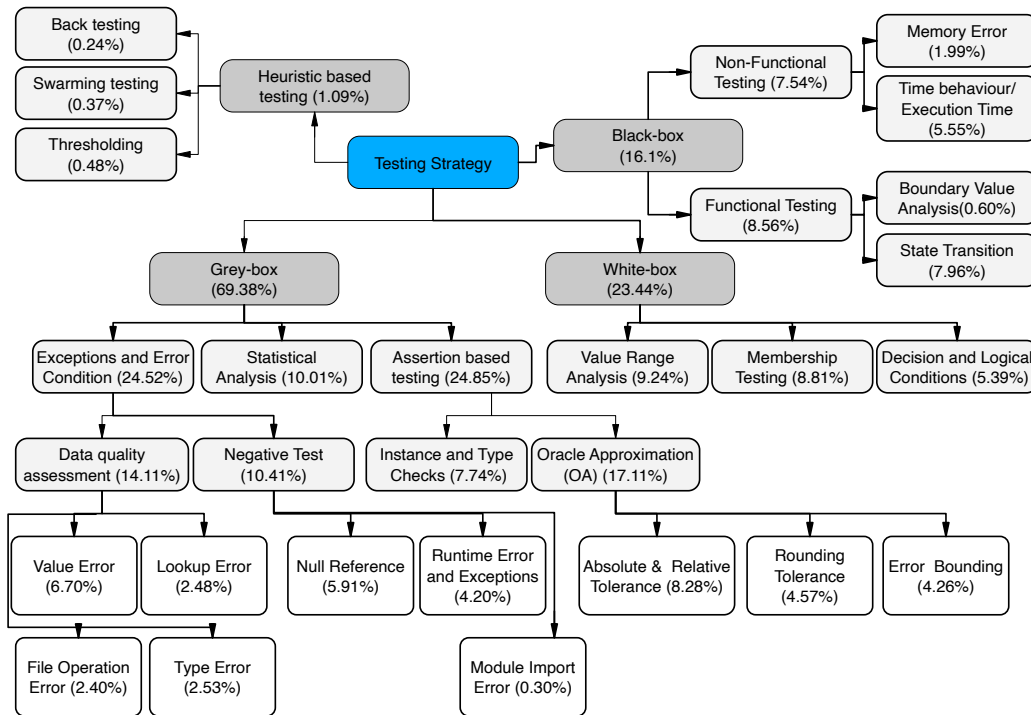 Back testing
(0.24%)
Swarming testing
(0.37%)
Thresholding
(0.48%)
Heuristic based
testing (1.09%)
Testing Strategy
Black-box
(16.1%)
Non-Functional
Testing (7.54%)
Memory Error
(1.99%)
Time behaviour/
Execution Time
(5.55%)
Functional Testing
(8.56%)
Boundary Value
Analysis(0.60%)
State Transition
(7.96%)
Grey-box
(69.38%)
White-box
(23.44%)
Exceptions and Error
Condition (24.52%)
Statistical
Analysis (10.01%)
Assertion based
testing (24.85%)
Value Range
Analysis (9.24%)
Membership
Testing (8.81%)
Decision and Logical
Conditions (5.39%)
Data quality
assessment (14.11%)
Negative Test
(10.41%)
Instance and Type
Checks (7.74%)
Oracle Approximation
(OA) (17.11%)
Value Error
(6.70%)
Lookup Error
(2.48%)
Null Reference
(5.91%)
Runtime Error
and Exceptions
(4.20%)
Absolute & Relative
Tolerance (8.28%)
Rounding
Tolerance
(4.57%)
Error Bounding
(4.26%)
File Operation
Error (2.40%)
Type Error
(2.53%)
Module Import
Error (0.30%)